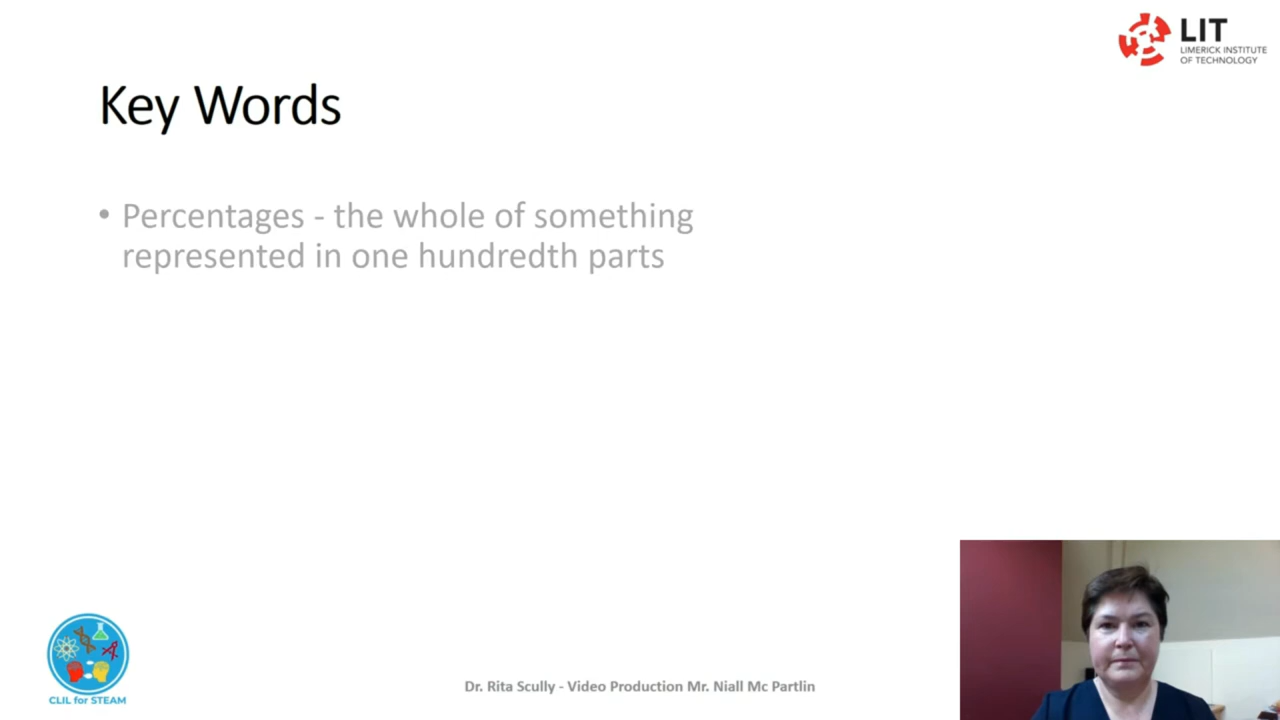 LIT
LIMERICK INSTITUTE
OF TECHNOLOGY
Key Words
• Percentages - the whole of something
represented in one hundredth parts
CLIL for STEAM
Dr. Rita Scully - Video Production Mr. Niall Mc Partlin